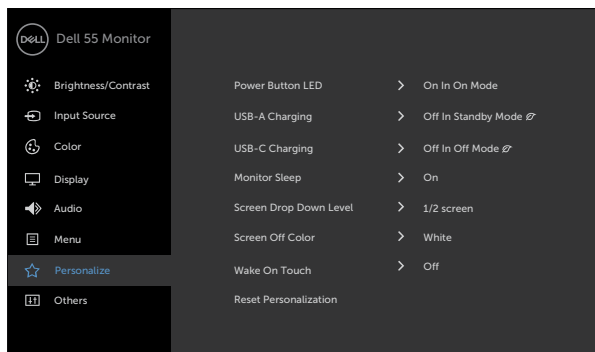 DELL Dell 55 Monitor
Brightness/Contrast
Input Source
Color
Display
Audio
Menu
Personalize
Others
Power Button LED > On In On Mode
USB-A Charging > Off In Standby Mode
USB-C Charging > Off In Off Mode
Monitor Sleep > On
Screen Drop Down Level > 1/2 screen
Screen Off Color > White
Wake On Touch > Off
Reset Personalization